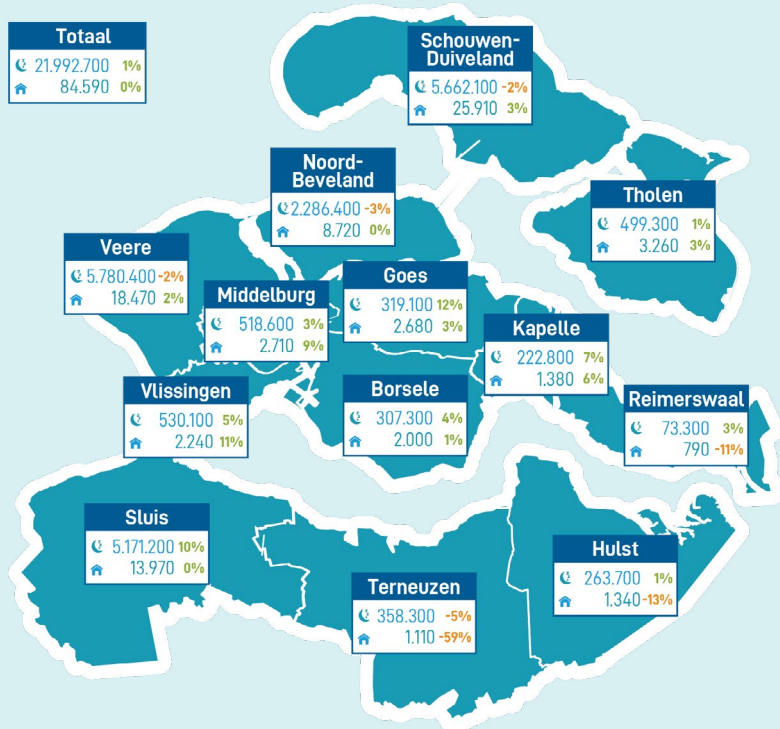 Totaal
21.992.700 1%
84.590 0%
Schouwen-
Duiveland
5.662.100 -2%
25.910 3%
Noord-
Beveland
2.286.400 -3%
8.720 0%
Tholen
499.300 1%
3.260 3%
Veere
5.780.400 -2%
18.470 2%
Goes
319.100 12%
2.680 3%
Middelburg
518.600 3%
2.710 9%
Kapelle
222.800 7%
1.380 6%
Vlissingen
530.100 5%
2.240 11%
Borsele
307.300 4%
2.000 1%
Reimerswaal
73.300 3%
790 -11%
Sluis
5.171.200 10%
13.970 0%
Hulst
263.700 1%
1.340 -13%
Terneuzen
358.300 -5%
1.110 -59%